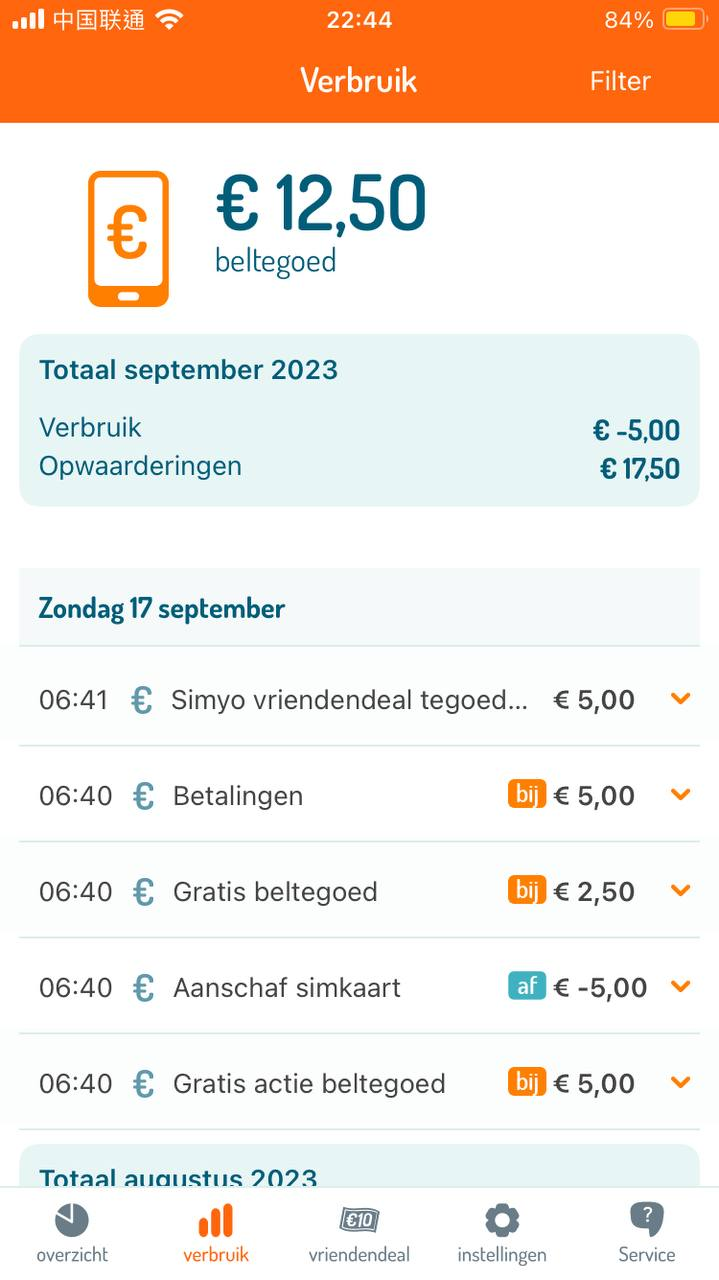 中国联通 22:44 84%
Verbruik Filter
€
€ 12,50
beltegoed
Totaal september 2023
Verbruik € -5,00
Opwaarderingen € 17,50
Zondag 17 september
06:41 € Simyo vriendendeal tegoed... € 5,00
06:40 € Betalingen bij € 5,00
06:40 € Gratis beltegoed bij € 2,50
06:40 € Aanschaf simkaart af € -5,00
06:40 € Gratis actie beltegoed bij € 5,00
Totaal augustus 2023
€10 ?
overzicht verbruik vriendendeal instellingen Service